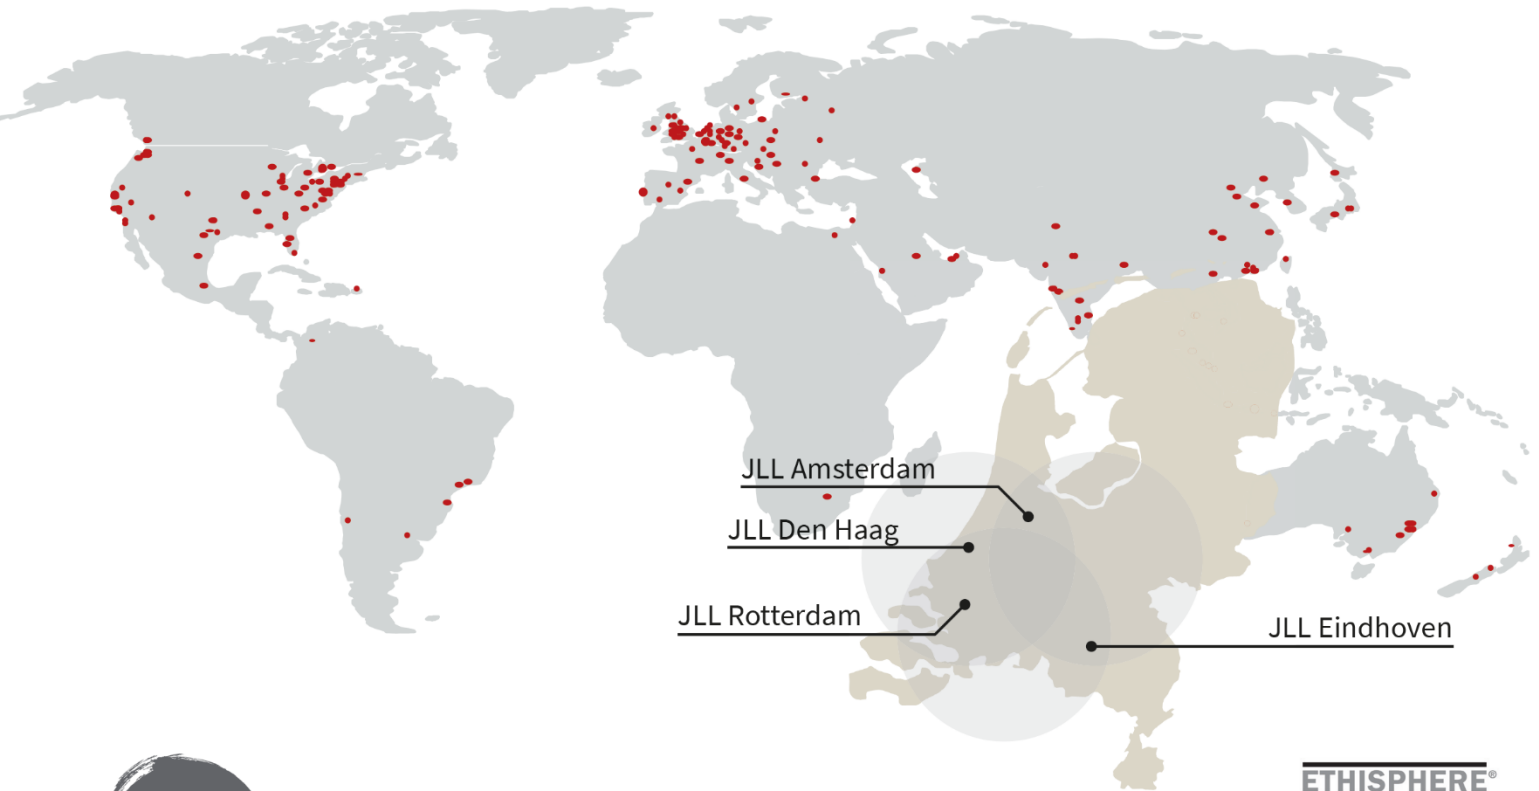 JLL Amsterdam
JLL Den Haag
JLL Rotterdam
JLL Eindhoven
ETHISPHERE®